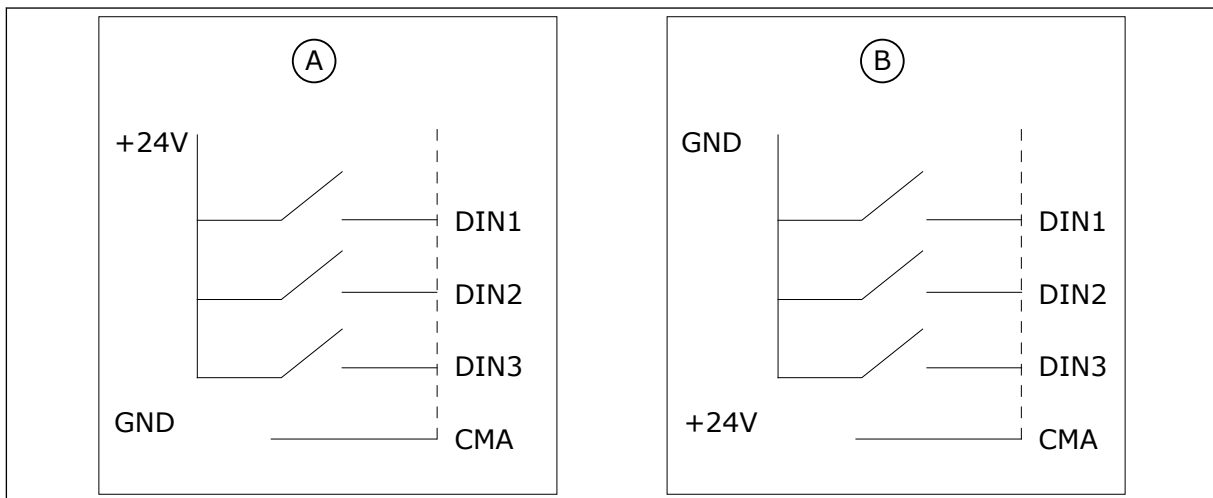 A
+24V
DIN1
DIN2
DIN3
GND
CMA
B
GND
DIN1
DIN2
DIN3
+24V
CMA